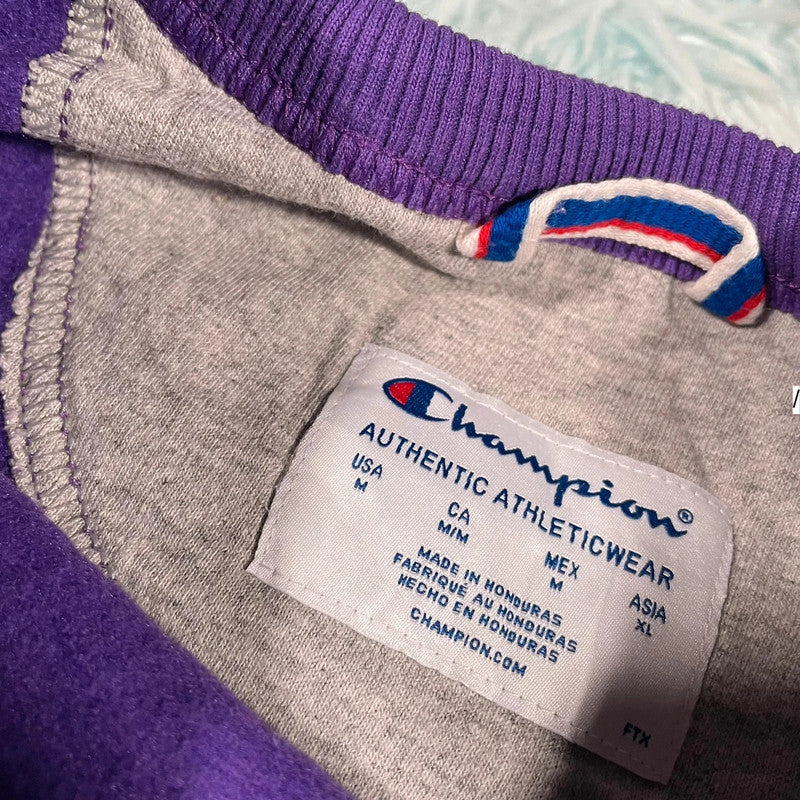 Champion®
AUTHENTIC ATHLETICWEAR
USA CA MEX ASIA
M M/M M XL
MADE IN HONDURAS
FABRIQUÉ AU HONDURAS
HECHO EN HONDURAS
CHAMPION.COM
FTX